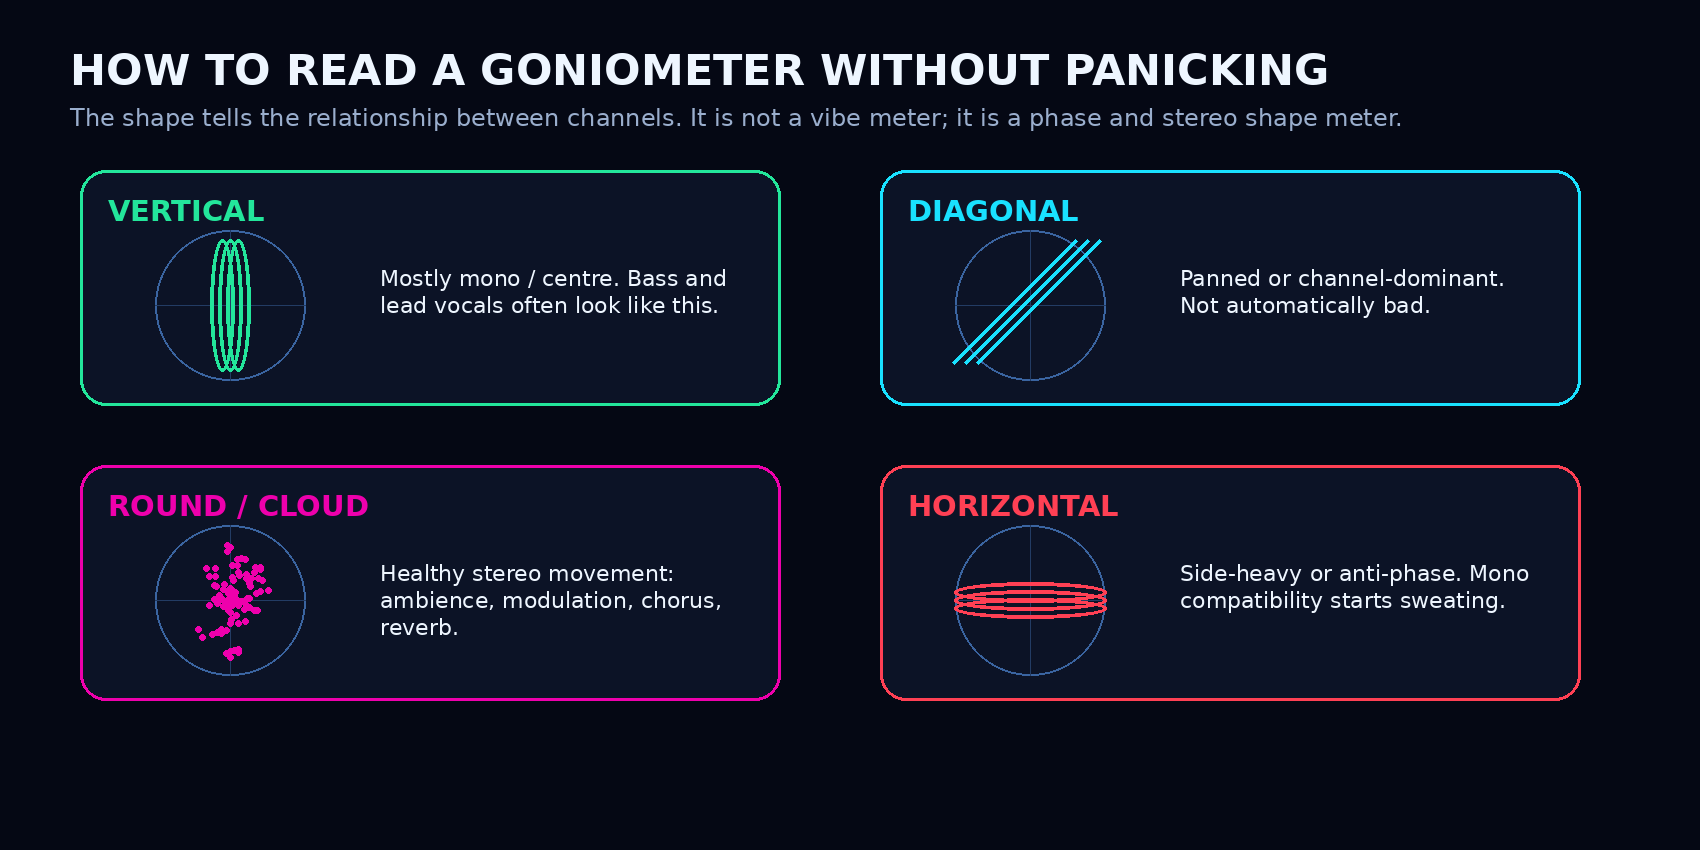 HOW TO READ A GONIOMETER WITHOUT PANICKING
The shape tells the relationship between channels. It is not a vibe meter; it is a phase and stereo shape meter.
VERTICAL
Mostly mono / centre. Bass and
lead vocals often look like this.
DIAGONAL
Panned or channel-dominant.
Not automatically bad.
ROUND / CLOUD
Healthy stereo movement:
ambience, modulation, chorus,
reverb.
HORIZONTAL
Side-heavy or anti-phase. Mono
compatibility starts sweating.